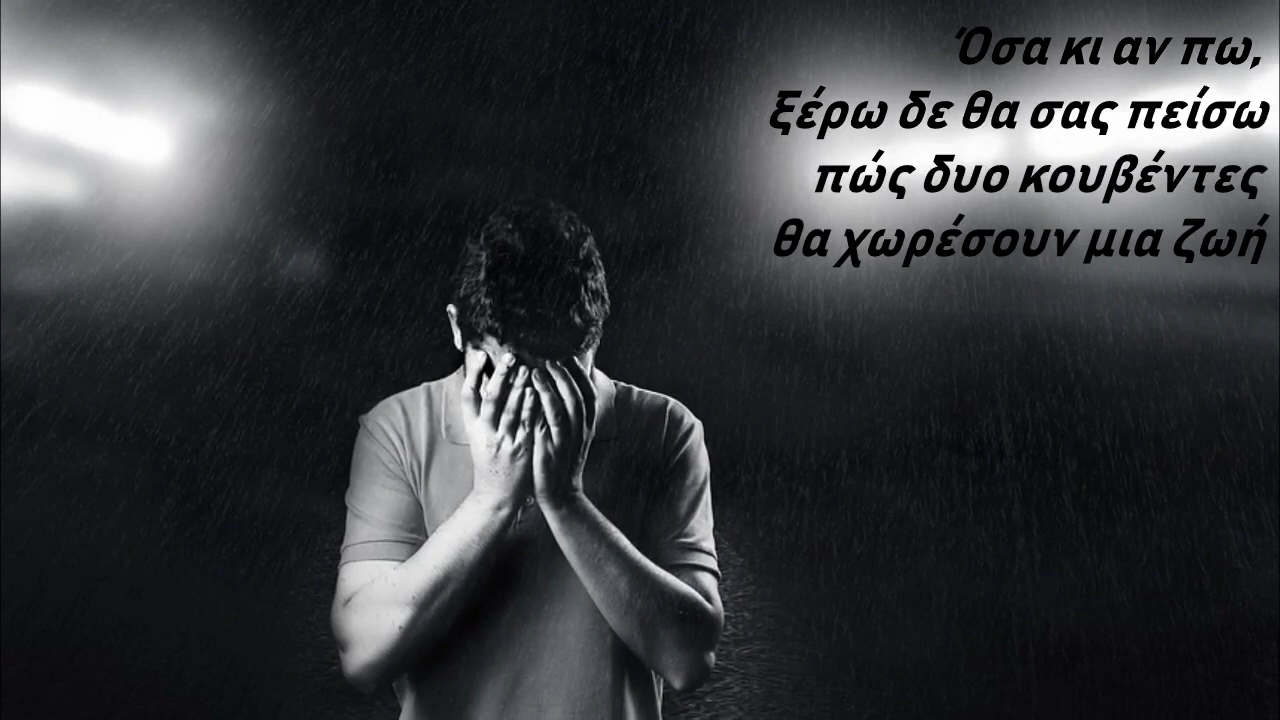 Όσα κι αν πω,
ξέρω δε θα σας πείσω
πώς δυο κουβέντες
θα χωρέσουν μια ζωή